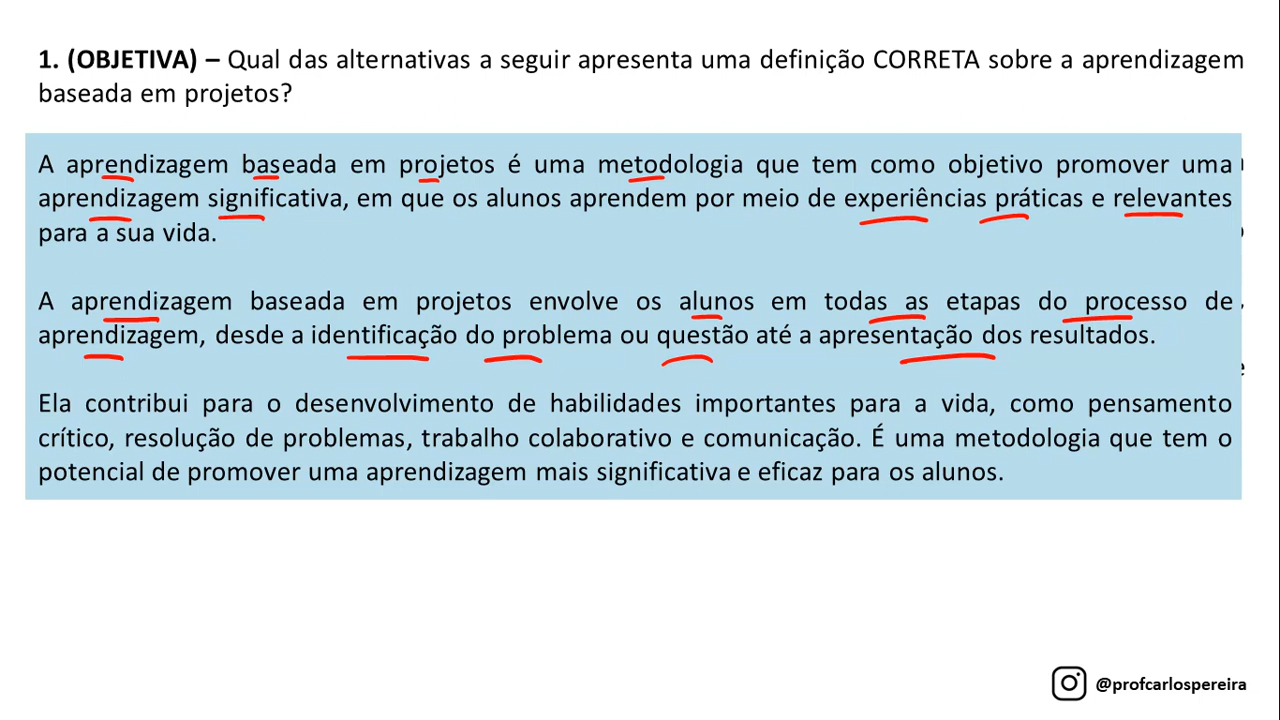 1. (OBJETIVA) – Qual das alternativas a seguir apresenta uma definição CORRETA sobre a aprendizagem
baseada em projetos?
A aprendizagem baseada em projetos é uma metodologia que tem como objetivo promover uma
aprendizagem significativa, em que os alunos aprendem por meio de experiências práticas e relevantes
para a sua vida.
A aprendizagem baseada em projetos envolve os alunos em todas as etapas do processo de
aprendizagem, desde a identificação do problema ou questão até a apresentação dos resultados.
Ela contribui para o desenvolvimento de habilidades importantes para a vida, como pensamento
crítico, resolução de problemas, trabalho colaborativo e comunicação. É uma metodologia que tem o
potencial de promover uma aprendizagem mais significativa e eficaz para os alunos.
@profcarlospereira